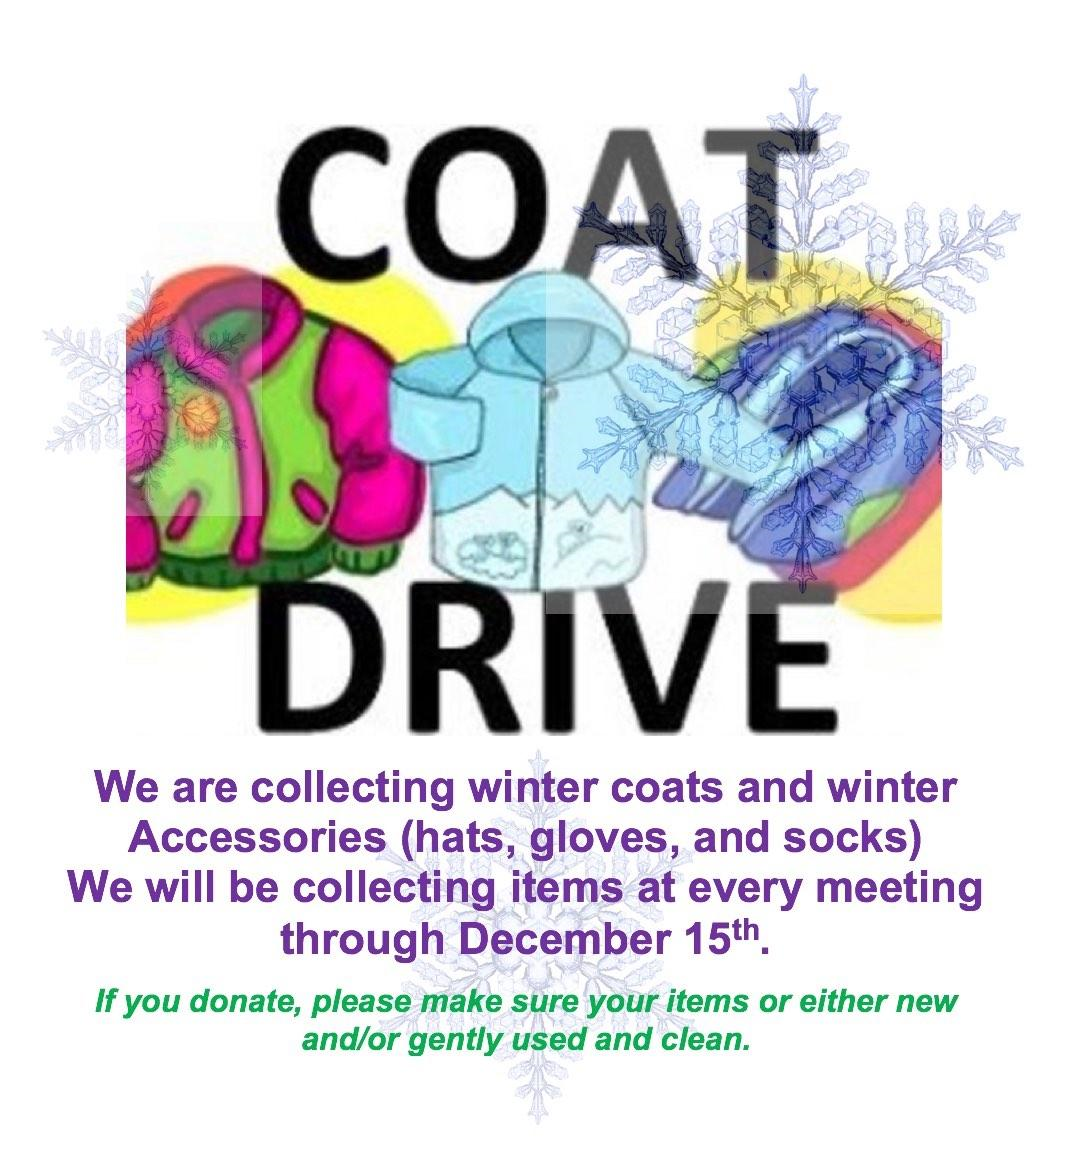 COAT
DRIVE
We are collecting winter coats and winter
Accessories (hats, gloves, and socks)
We will be collecting items at every meeting
through December 15th.
If you donate, please make sure your items or either new
and/or gently used and clean.